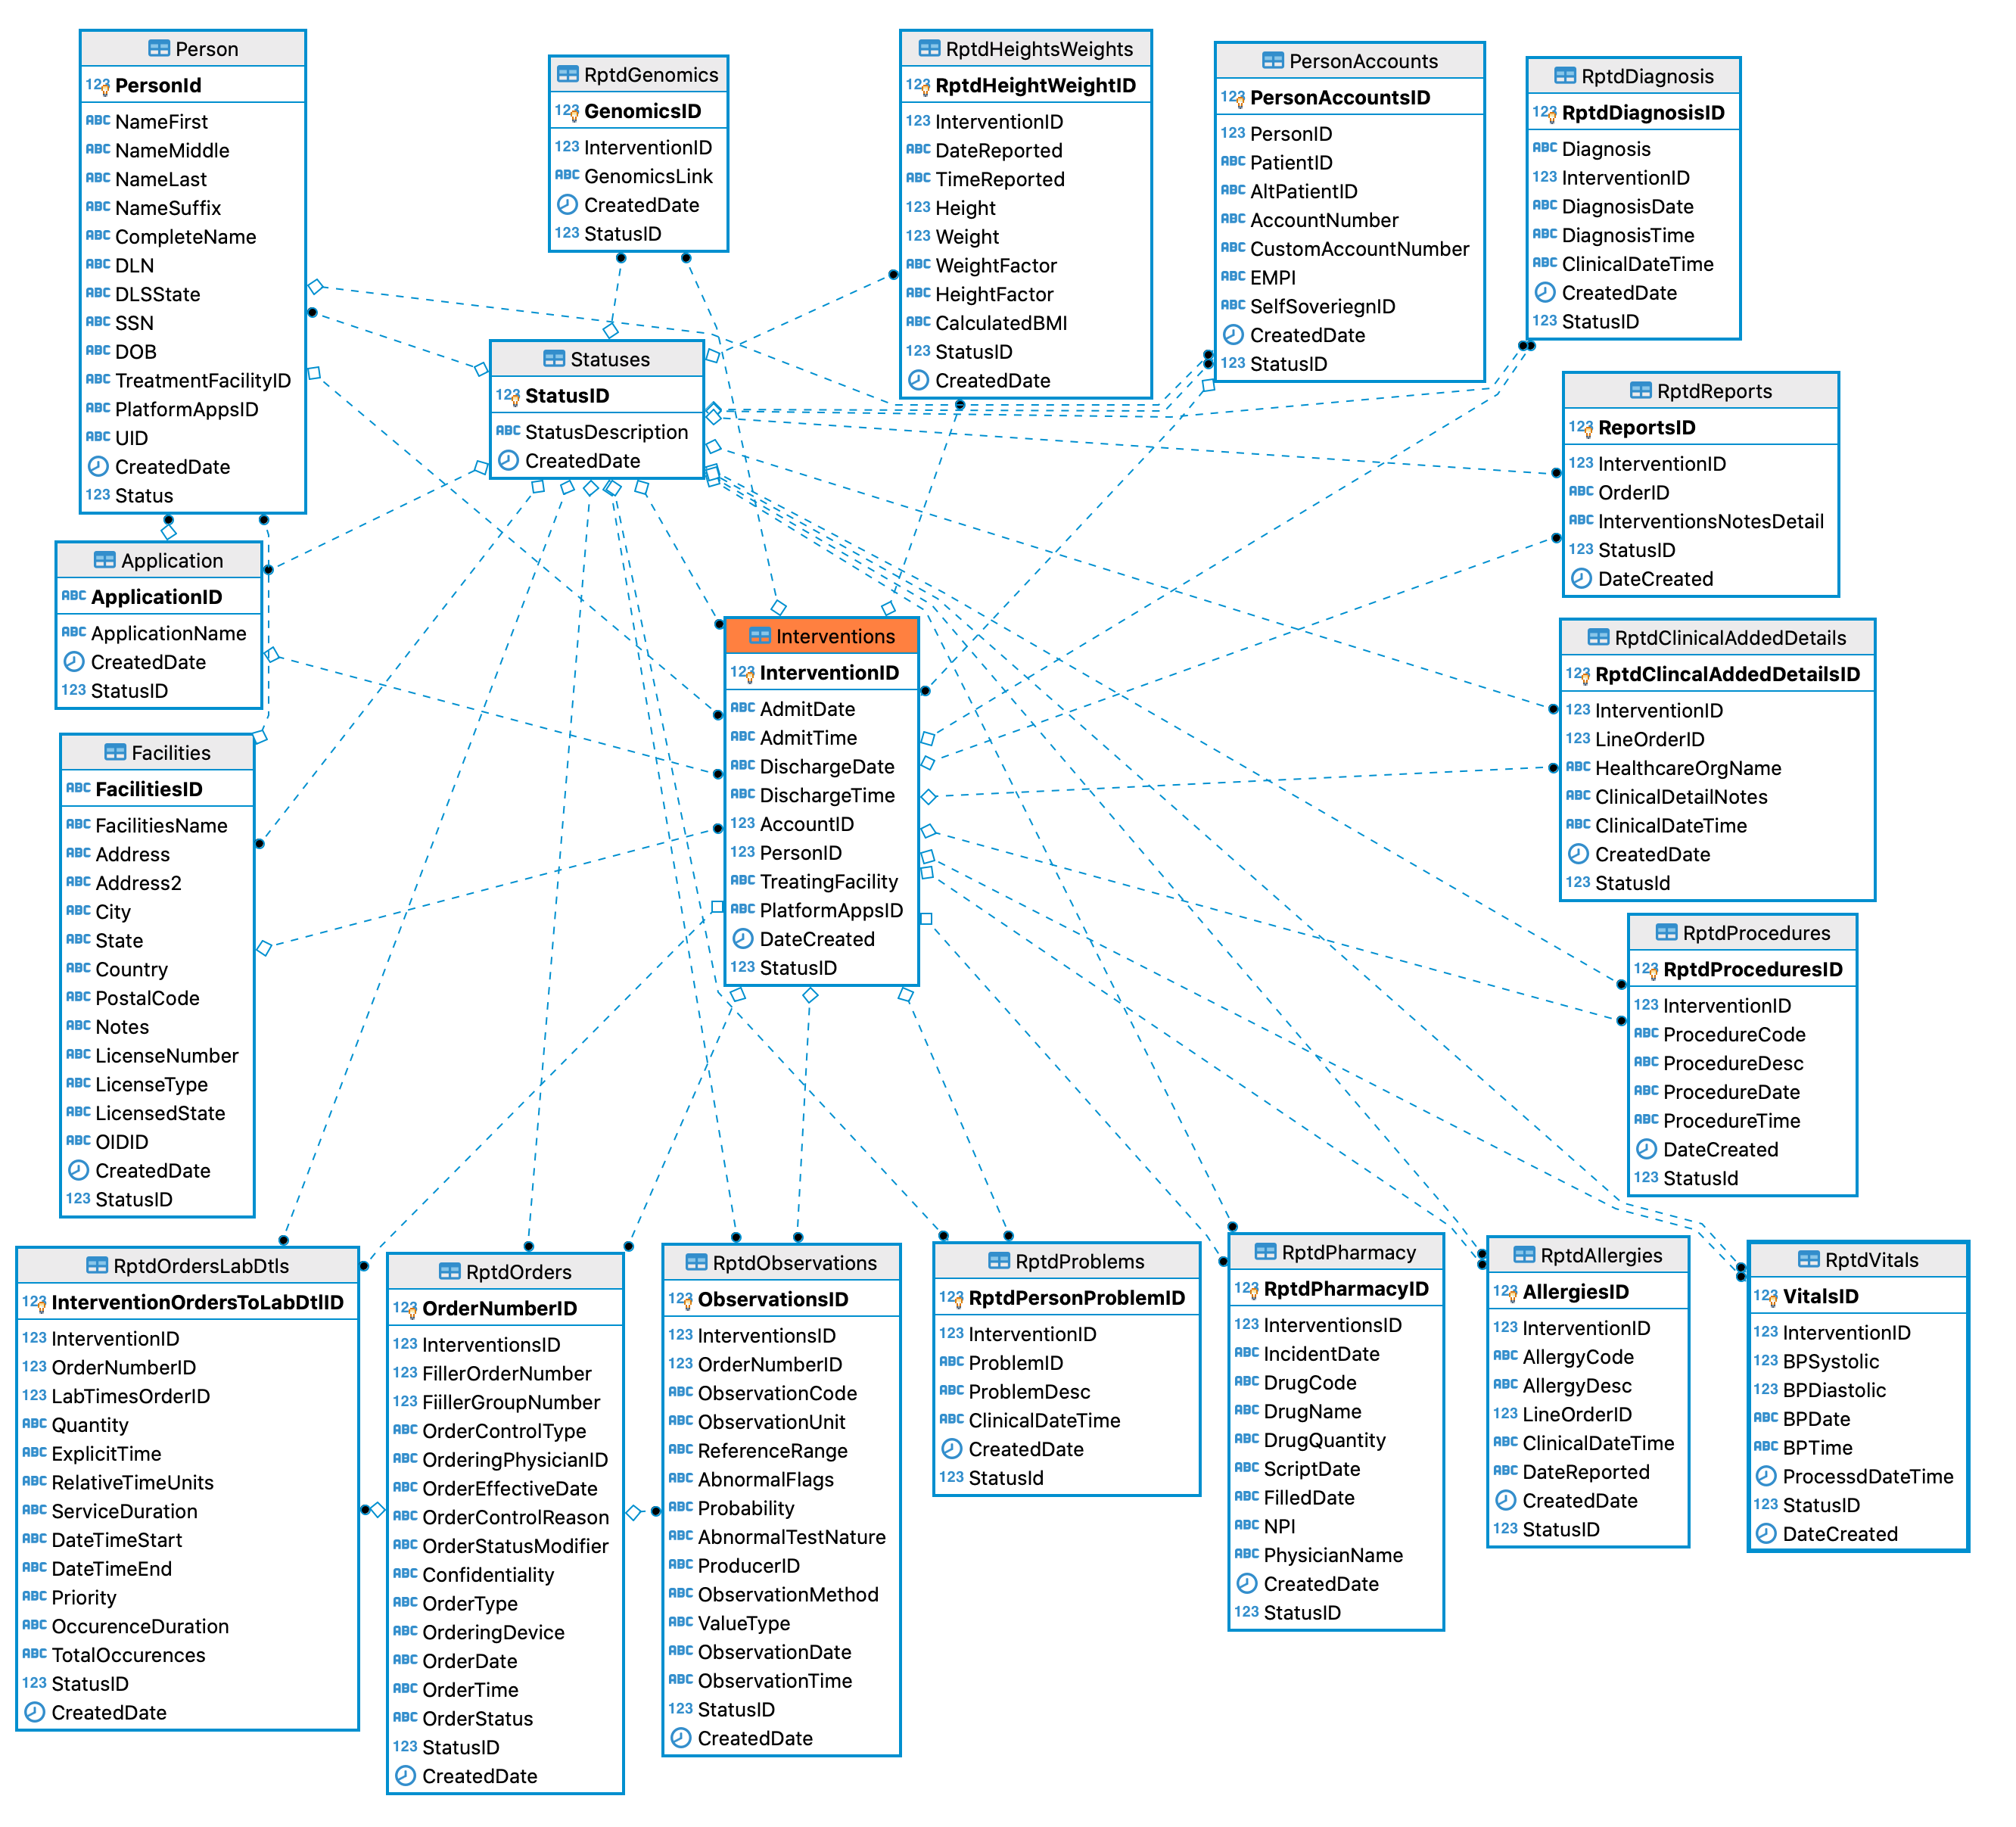 Person
123 PersonId
ABC NameFirst
ABC NameMiddle
ABC NameLast
ABC NameSuffix
ABC CompleteName
ABC DLN
ABC DLSState
ABC SSN
ABC DOB
ABC TreatmentFacilityID
ABC PlatformAppsID
ABC UID
CreatedDate
123 Status
RptdGenomics
123 GenomicsID
123 InterventionID
ABC GenomicsLink
CreatedDate
123 StatusID
RptdHeightsWeights
123 RptdHeightWeightID
123 InterventionID
ABC DateReported
ABC TimeReported
123 Height
123 Weight
ABC WeightFactor
ABC HeightFactor
ABC CalculatedBMI
123 StatusID
CreatedDate
PersonAccounts
123 PersonAccountsID
123 PersonID
ABC PatientID
ABC AltPatientID
ABC AccountNumber
ABC CustomAccountNumber
ABC EMPI
ABC SelfSoveriegnID
CreatedDate
123 StatusID
RptdDiagnosis
123 RptdDiagnosisID
ABC Diagnosis
123 InterventionID
ABC DiagnosisDate
ABC DiagnosisTime
ABC ClinicalDateTime
CreatedDate
123 StatusID
Statuses
123 StatusID
ABC StatusDescription
CreatedDate
RptdReports
123 ReportsID
123 InterventionID
ABC OrderID
ABC InterventionsNotesDetail
123 StatusID
DateCreated
Application
ABC ApplicationID
ABC ApplicationName
CreatedDate
123 StatusID
Interventions
123 InterventionID
ABC AdmitDate
ABC AdmitTime
ABC DischargeDate
ABC DischargeTime
123 AccountID
123 PersonID
ABC TreatingFacility
ABC PlatformAppsID
DateCreated
123 StatusID
RptdClinicalAddedDetails
123 RptdClincalAddedDetailsID
123 InterventionID
123 LineOrderID
ABC HealthcareOrgName
ABC ClinicalDetailNotes
ABC ClinicalDateTime
CreatedDate
123 StatusId
Facilities
ABC FacilitiesID
ABC FacilitiesName
ABC Address
ABC Address2
ABC City
ABC State
ABC Country
ABC PostalCode
ABC Notes
ABC LicenseNumber
ABC LicenseType
ABC LicensedState
ABC OIDID
CreatedDate
123 StatusID
RptdProcedures
123 RptdProceduresID
123 InterventionID
ABC ProcedureCode
ABC ProcedureDesc
ABC ProcedureDate
ABC ProcedureTime
DateCreated
123 StatusId
RptdOrdersLabDtls
123 InterventionOrdersToLabDtlID
123 InterventionID
123 OrderNumberID
123 LabTimesOrderID
ABC Quantity
ABC ExplicitTime
ABC RelativeTimeUnits
ABC ServiceDuration
ABC DateTimeStart
ABC DateTimeEnd
ABC Priority
ABC OccurenceDuration
ABC TotalOccurences
123 StatusID
CreatedDate
RptdOrders
123 OrderNumberID
123 InterventionsID
123 FillerOrderNumber
123 FiillerGroupNumber
ABC OrderControlType
ABC OrderingPhysicianID
ABC OrderEffectiveDate
ABC OrderControlReason
ABC OrderStatusModifier
ABC Confidentiality
ABC OrderType
ABC OrderingDevice
ABC OrderDate
ABC OrderTime
ABC OrderStatus
123 StatusID
CreatedDate
RptdObservations
123 ObservationsID
123 InterventionsID
123 OrderNumberID
ABC ObservationCode
ABC ObservationUnit
ABC ReferenceRange
ABC AbnormalFlags
ABC Probability
ABC AbnormalTestNature
ABC ProducerID
ABC ObservationMethod
ABC ValueType
ABC ObservationDate
ABC ObservationTime
123 StatusID
CreatedDate
RptdProblems
123 RptdPersonProblemID
123 InterventionID
ABC ProblemID
ABC ProblemDesc
ABC ClinicalDateTime
CreatedDate
123 StatusId
RptdPharmacy
123 RptdPharmacyID
123 InterventionsID
ABC IncidentDate
ABC DrugCode
ABC DrugName
ABC DrugQuantity
ABC ScriptDate
ABC FilledDate
ABC NPI
ABC PhysicianName
CreatedDate
123 StatusID
RptdAllergies
123 AllergiesID
123 InterventionID
ABC AllergyCode
ABC AllergyDesc
123 LineOrderID
ABC ClinicalDateTime
ABC DateReported
CreatedDate
123 StatusID
RptdVitals
123 VitalsID
123 InterventionID
123 BPSystolic
123 BPDiastolic
ABC BPDate
ABC BPTime
ProcessdDateTime
123 StatusID
DateCreated